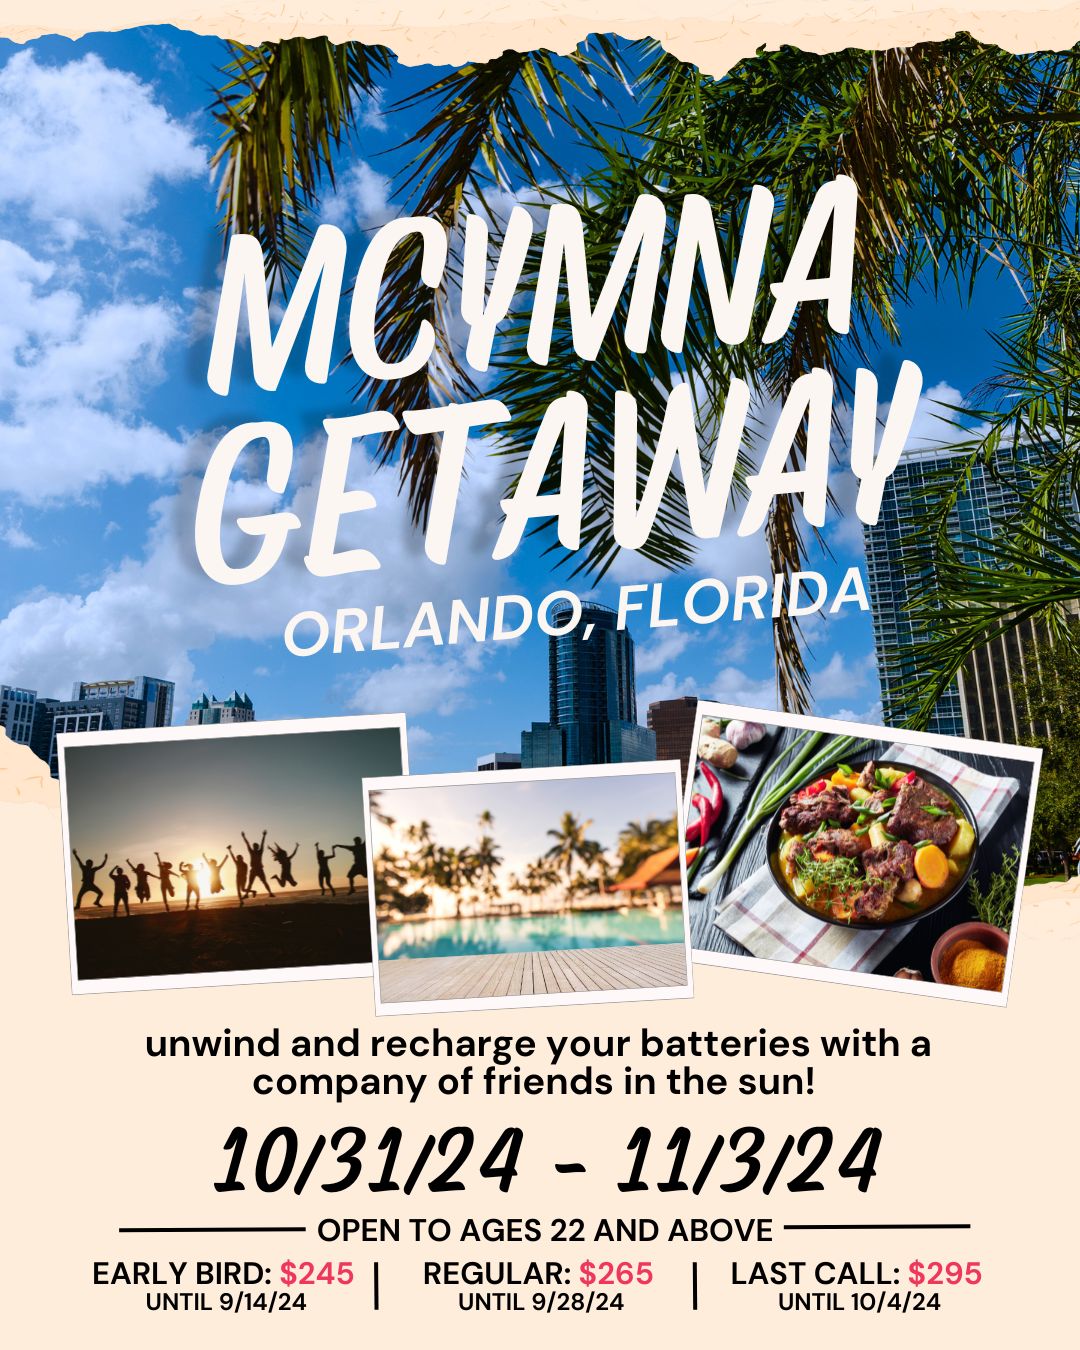 MCYMNA
GETAWAY
ORLANDO, FLORIDA
unwind and recharge your batteries with a
company of friends in the sun!
10/31/24 - 11/3/24
OPEN TO AGES 22 AND ABOVE
EARLY BIRD: $245 | REGULAR: $265 | LAST CALL: $295
UNTIL 9/14/24 UNTIL 9/28/24 UNTIL 10/4/24